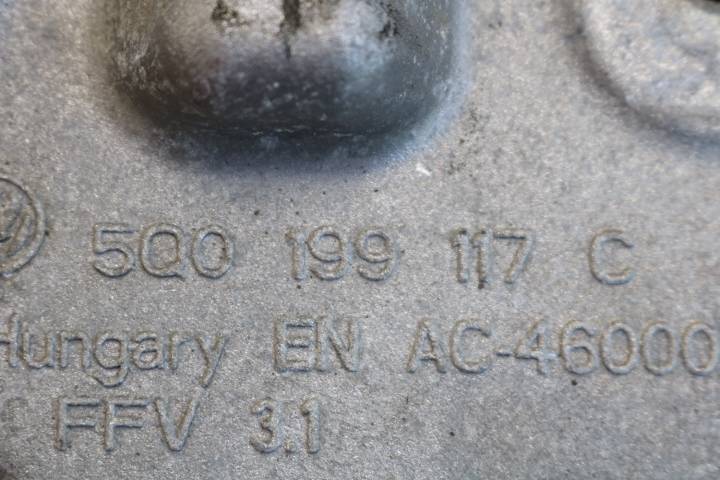 5Q0 199 117 C
Hungary EN AC-46000
FFV 3.1